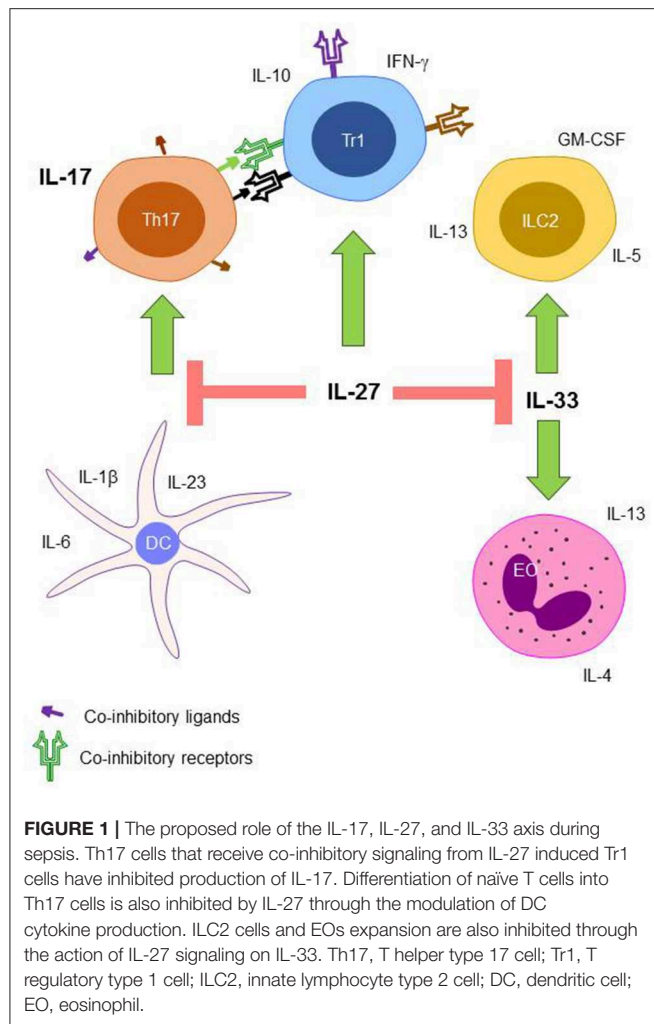 IL-10
IFN-γ
Tr1
IL-17
Th17
GM-CSF
IL-13
ILC2
IL-5
IL-27
IL-33
IL-1β
IL-23
IL-6
DC
IL-13
EO
IL-4
Co-inhibitory ligands
Co-inhibitory receptors
FIGURE 1 | The proposed role of the IL-17, IL-27, and IL-33 axis during
sepsis. Th17 cells that receive co-inhibitory signaling from IL-27 induced Tr1
cells have inhibited production of IL-17. Differentiation of naïve T cells into
Th17 cells is also inhibited by IL-27 through the modulation of DC
cytokine production. ILC2 cells and EOs expansion are also inhibited through
the action of IL-27 signaling on IL-33. Th17, T helper type 17 cell; Tr1, T
regulatory type 1 cell; ILC2, innate lymphocyte type 2 cell; DC, dendritic cell;
EO, eosinophil.